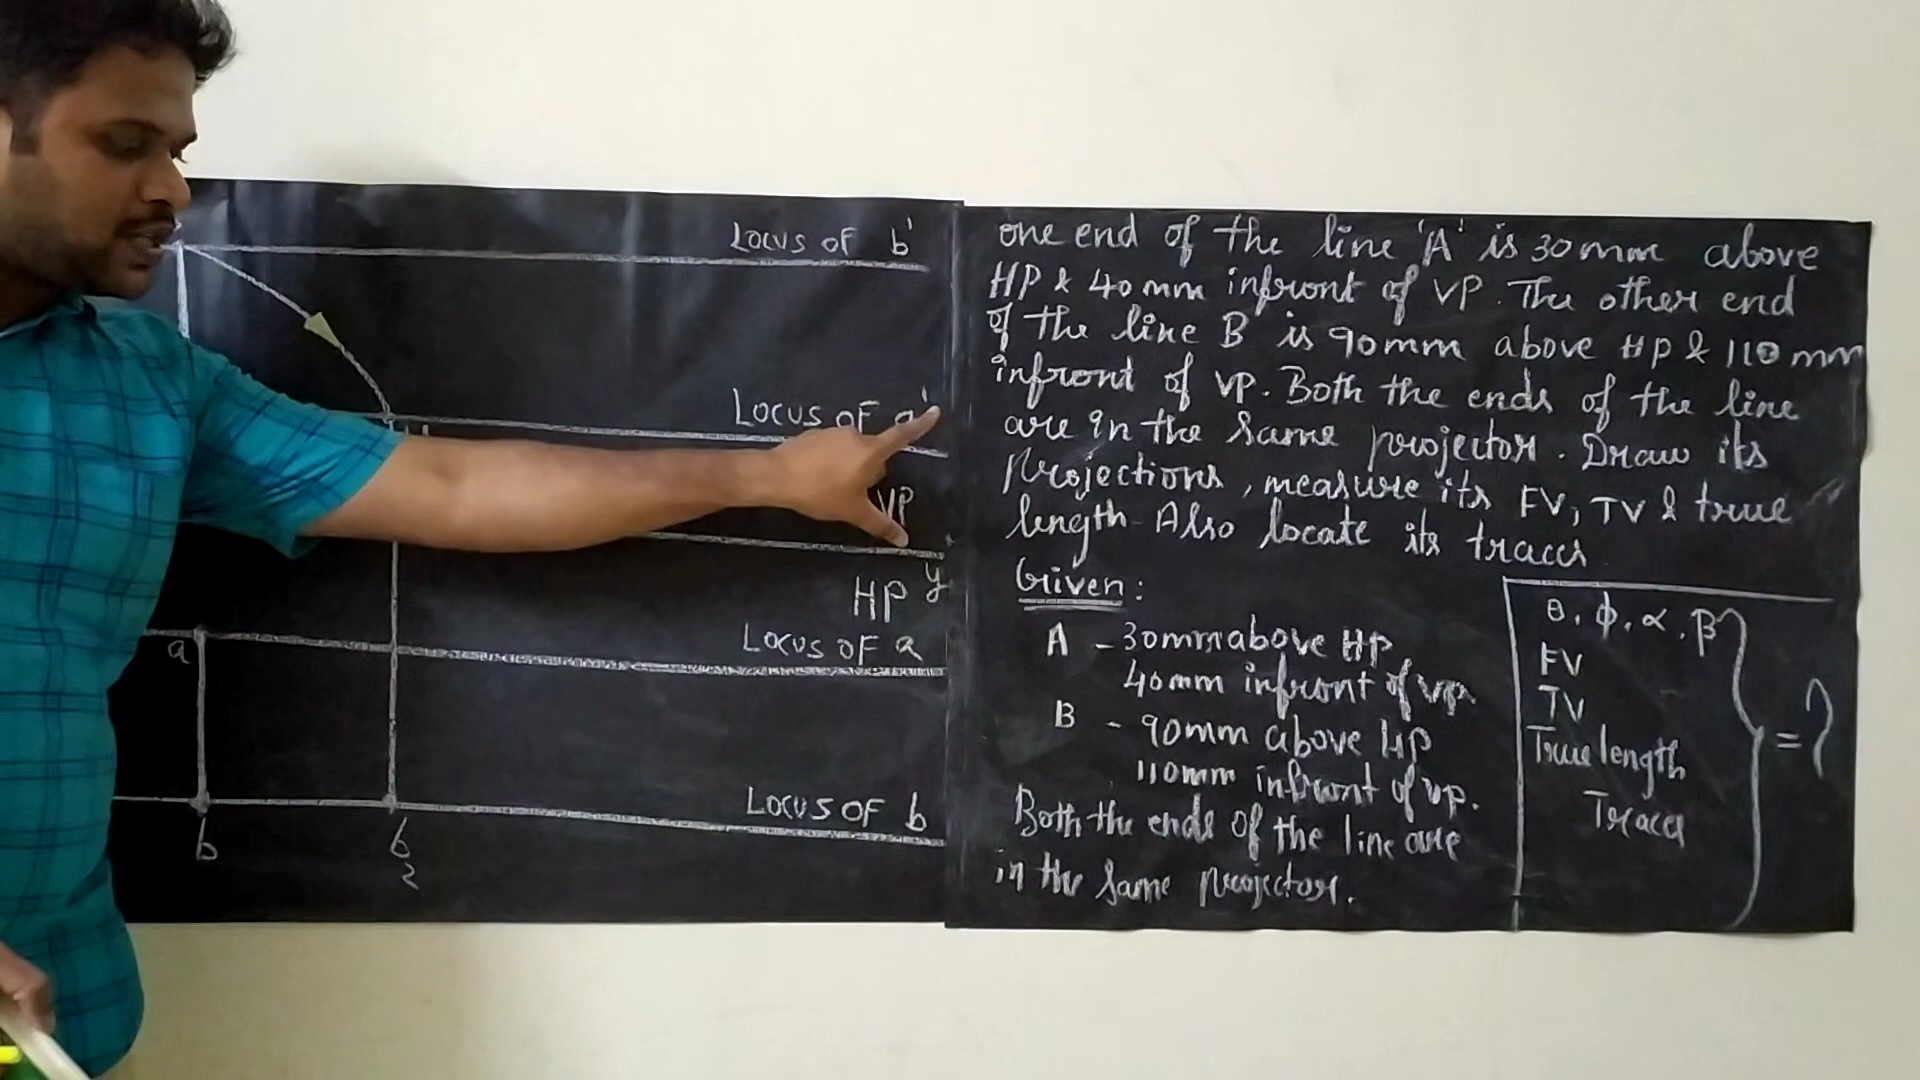 Locus of b'
Locus of a'
VP
y
HP
a
Locus of a
Locus of b
b
b2
one end of the line 'A' is 30mm above
HP & 40mm infront of VP. The other end
of the line B is 90mm above HP & 110 mm
infront of VP. Both the ends of the line
are in the same projector. Draw its
projections, measure its FV, TV & true
length. Also locate its traces
Given:
A - 30mm above HP
40mm infront of VP.
B - 90mm above HP
110mm infront of VP.
Both the ends of the line are
in the same projector.
θ, ϕ, α, β
FV
TV
True length
Traces
= ?